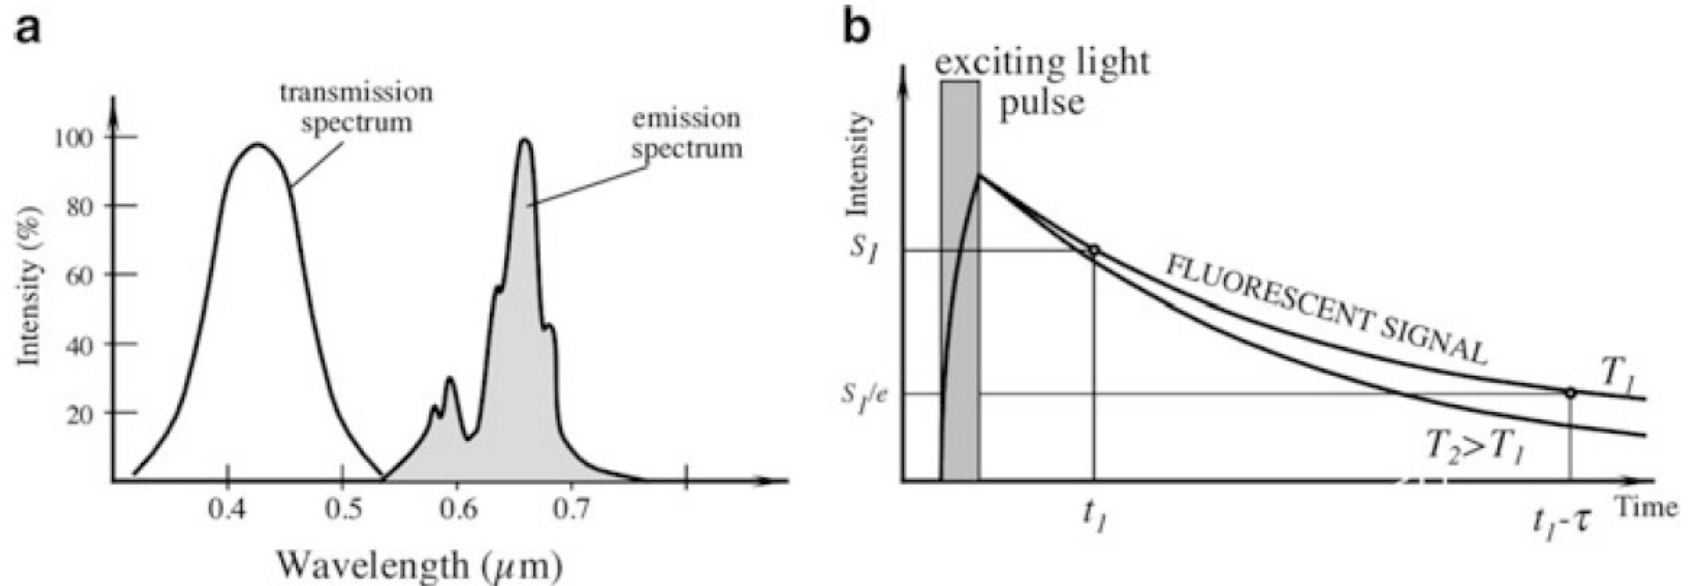 a
transmission
spectrum
emission
spectrum
Intensity (%)
100
80
60
40
20
0.4 0.5 0.6 0.7
Wavelength (μm)
b
exciting light
pulse
Intensity
S1
S1/e
FLUORESCENT SIGNAL
T1
T2>T1
t1
t1-τ
Time